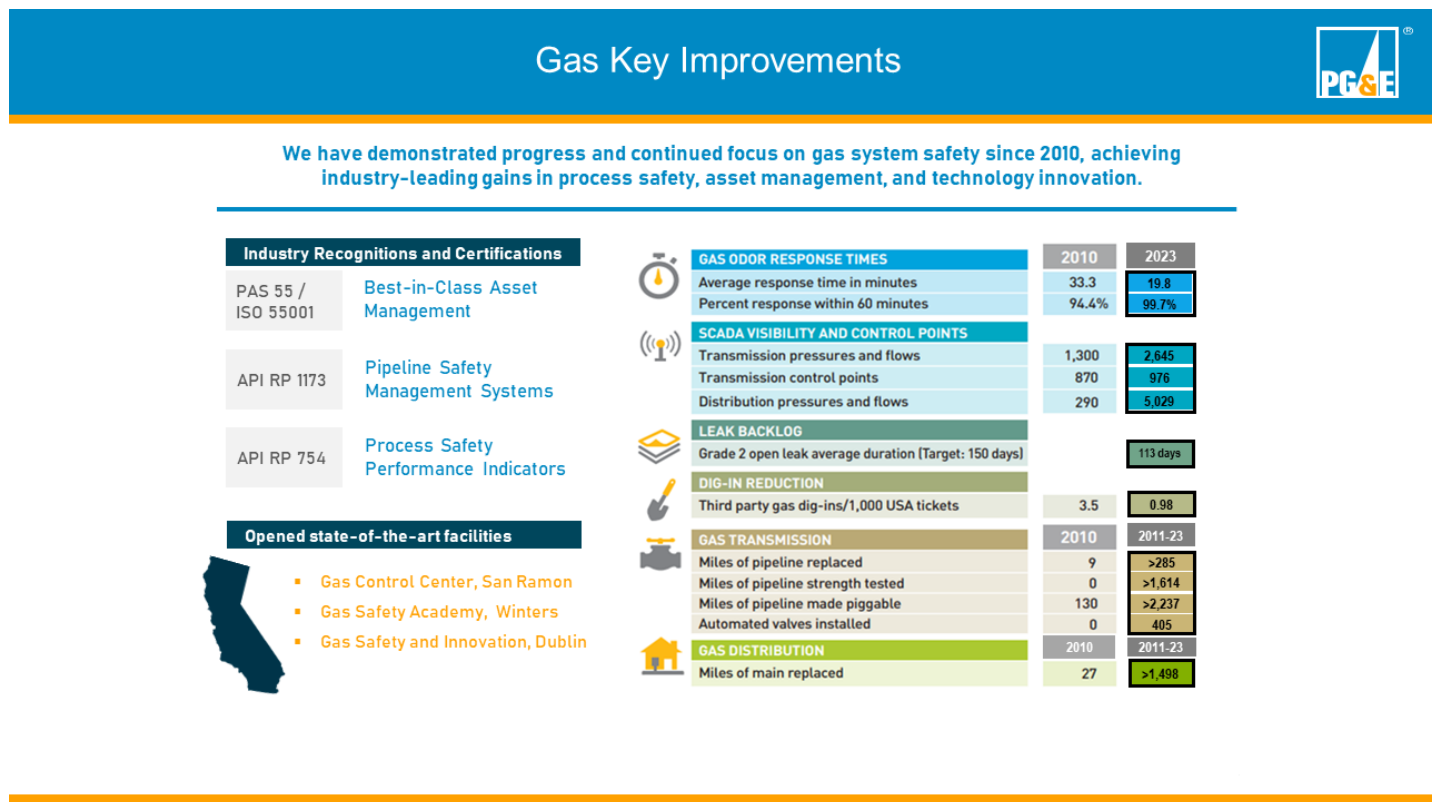 Gas Key Improvements
PG&E
®
We have demonstrated progress and continued focus on gas system safety since 2010, achieving
industry-leading gains in process safety, asset management, and technology innovation.
Industry Recognitions and Certifications
PAS 55 /
ISO 55001
Best-in-Class Asset
Management
API RP 1173
Pipeline Safety
Management Systems
API RP 754
Process Safety
Performance Indicators
Opened state-of-the-art facilities
▪ Gas Control Center, San Ramon
▪ Gas Safety Academy, Winters
▪ Gas Safety and Innovation, Dublin
GAS ODOR RESPONSE TIMES 2010 2023
Average response time in minutes 33.3 19.8
Percent response within 60 minutes 94.4% 99.7%
SCADA VISIBILITY AND CONTROL POINTS
Transmission pressures and flows 1,300 2,645
Transmission control points 870 976
Distribution pressures and flows 290 5,029
LEAK BACKLOG
Grade 2 open leak average duration (Target: 150 days) 113 days
DIG-IN REDUCTION
Third party gas dig-ins/1,000 USA tickets 3.5 0.98
GAS TRANSMISSION 2010 2011-23
Miles of pipeline replaced 9 >285
Miles of pipeline strength tested 0 >1,614
Miles of pipeline made piggable 130 >2,237
Automated valves installed 0 405
GAS DISTRIBUTION 2010 2011-23
Miles of main replaced 27 >1,498